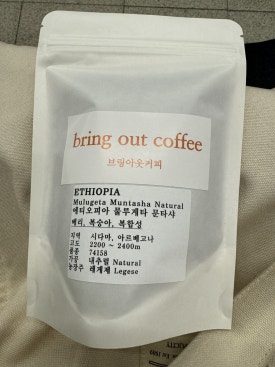 bring out coffee
브링아웃커피
ETHIOPIA
Mulugeta Muntasha Natural
에티오피아 물루게타 문타샤
베리, 복숭아, 복합성
지역 시다마, 아르베고나
고도 2200 ~ 2400m
품종 74158
가공 내추럴 Natural
농장주 레게제 Legese